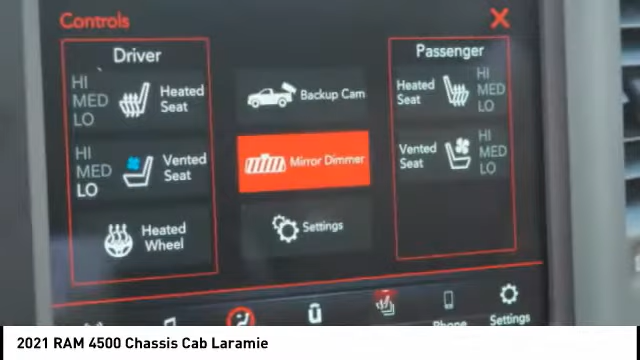 Controls
X
Driver
HI
MED
LO
Heated
Seat
HI
MED
LO
Vented
Seat
Heated
Wheel
Backup Cam
Mirror Dimmer
Settings
Passenger
Heated
Seat
HI
MED
LO
Vented
Seat
HI
MED
LO
Phone
Settings
2021 RAM 4500 Chassis Cab Laramie